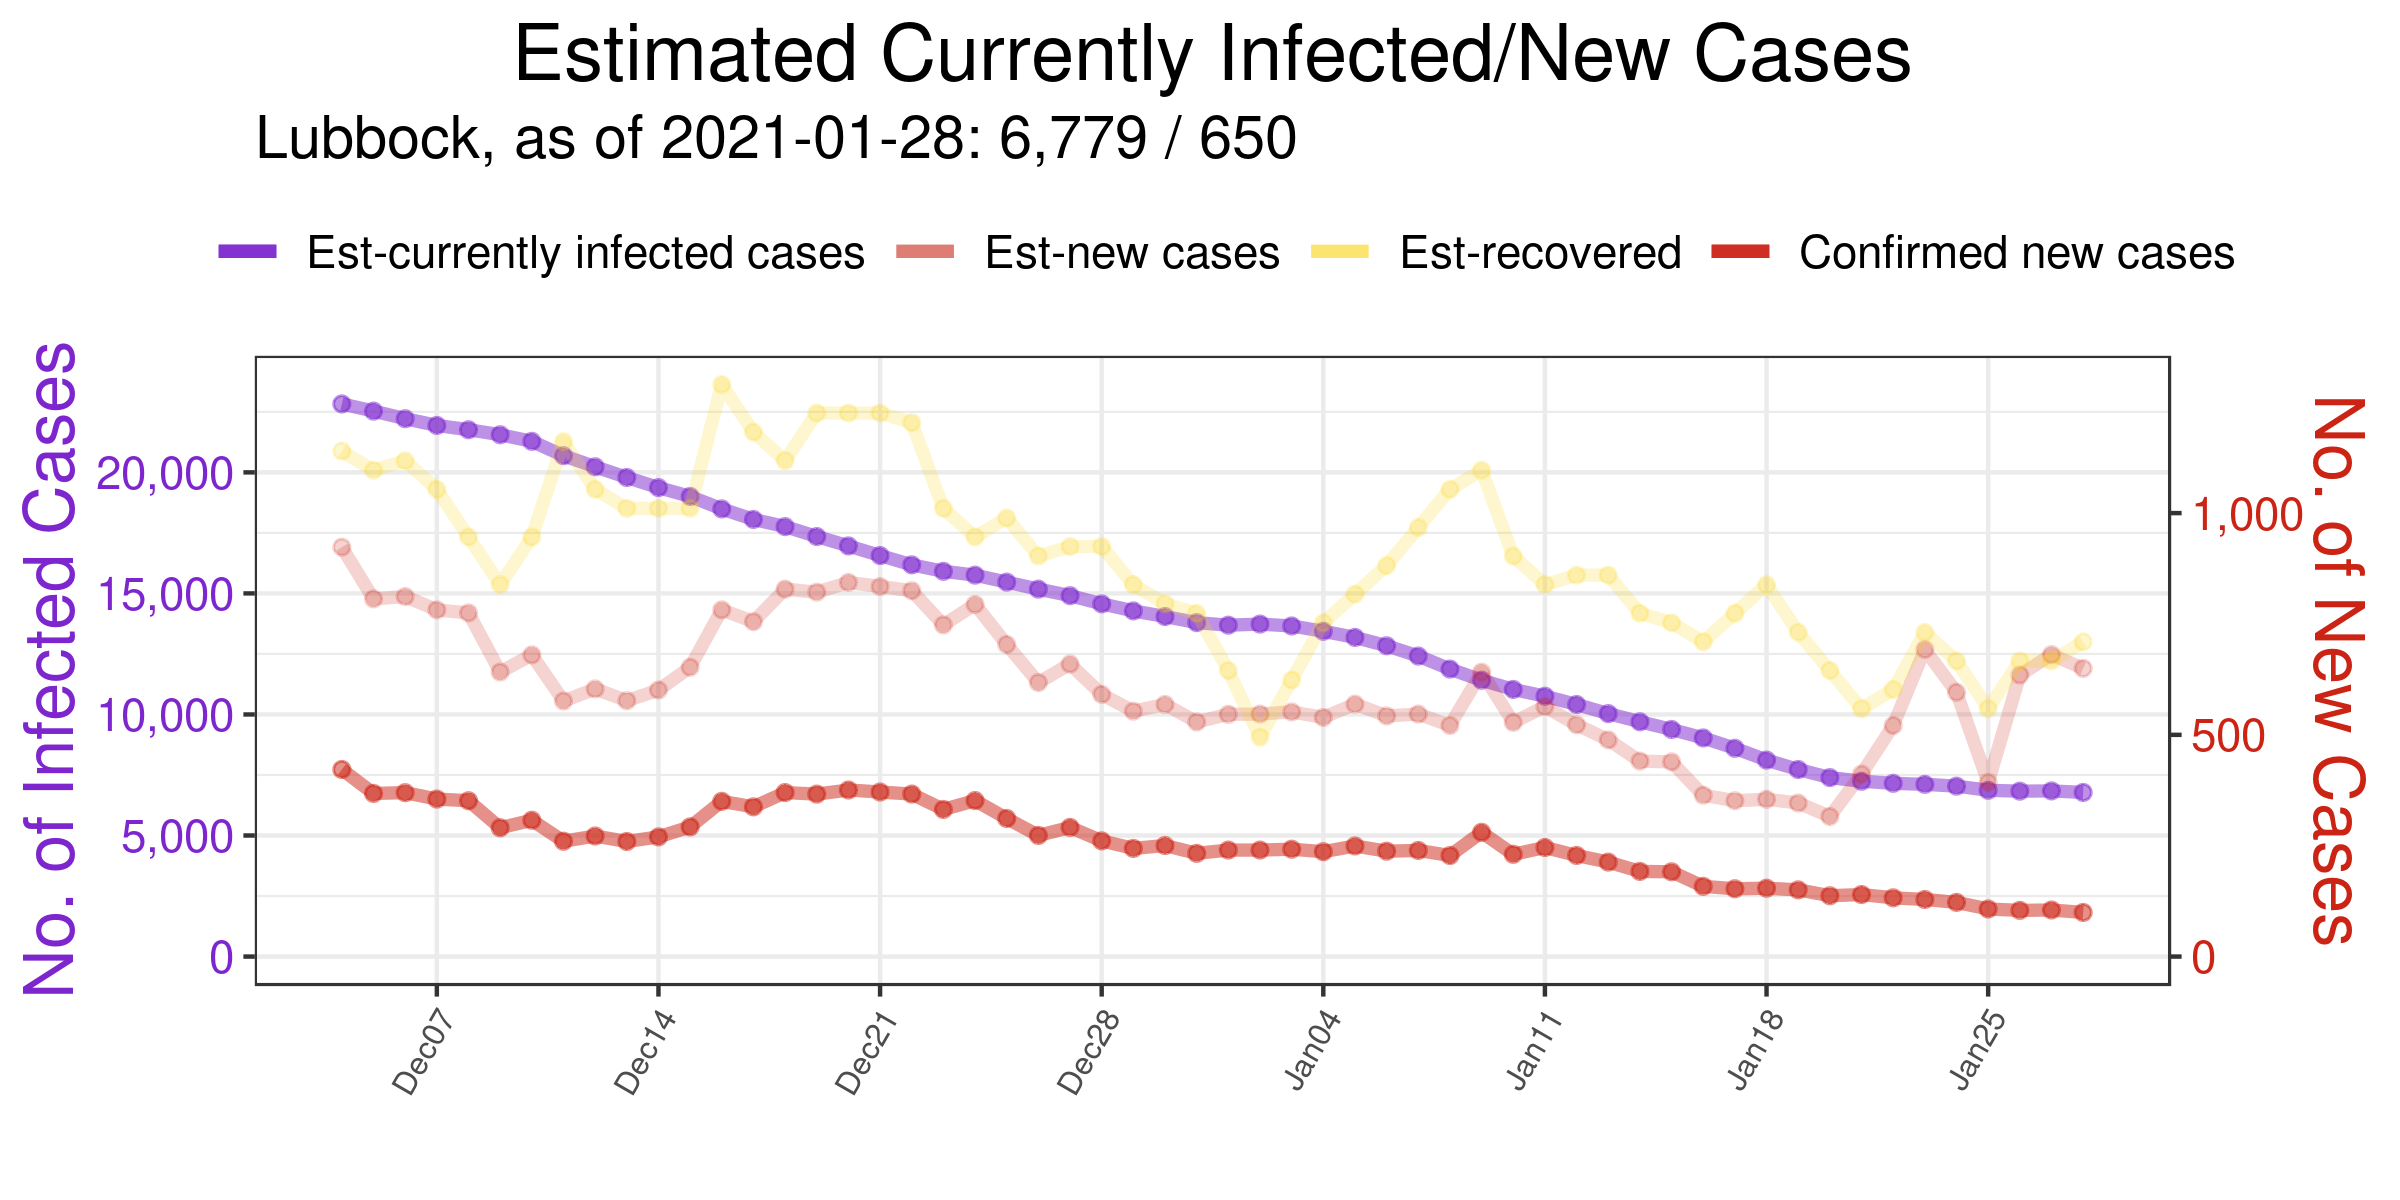 Estimated Currently Infected/New Cases
Lubbock, as of 2021-01-28: 6,779 / 650
Est-currently infected cases Est-new cases Est-recovered Confirmed new cases
No. of Infected Cases
20,000
15,000
10,000
5,000
0
1,000
500
0
No. of New Cases
Dec07 Dec14 Dec21 Dec28 Jan04 Jan11 Jan18 Jan25